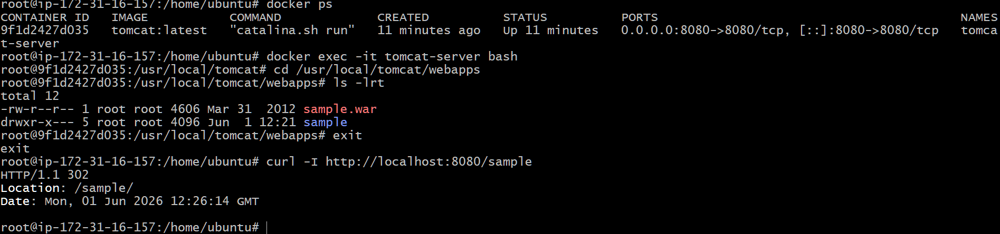 root@ip-172-31-16-157:/home/ubuntu# docker ps
CONTAINER ID   IMAGE           COMMAND             CREATED          STATUS          PORTS                                         NAMES
9f1d2427d035   tomcat:latest   "catalina.sh run"   11 minutes ago   Up 11 minutes   0.0.0.0:8080->8080/tcp, [::]:8080->8080/tcp   tomca
t-server
root@ip-172-31-16-157:/home/ubuntu# docker exec -it tomcat-server bash
root@9f1d2427d035:/usr/local/tomcat# cd /usr/local/tomcat/webapps
root@9f1d2427d035:/usr/local/tomcat/webapps# ls -lrt
total 12
-rw-r--r-- 1 root root 4606 Mar 31  2012 sample.war
drwxr-x--- 5 root root 4096 Jun  1 12:21 sample
root@9f1d2427d035:/usr/local/tomcat/webapps# exit
exit
root@ip-172-31-16-157:/home/ubuntu# curl -I http://localhost:8080/sample
HTTP/1.1 302
Location: /sample/
Date: Mon, 01 Jun 2026 12:26:14 GMT
root@ip-172-31-16-157:/home/ubuntu#